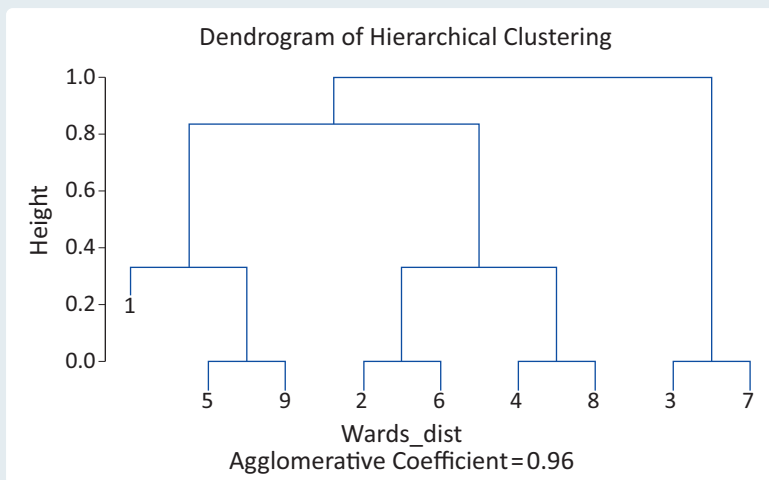 Dendrogram of Hierarchical Clustering
Height
1.0
0.8
0.6
0.4
0.2
0.0
1
5 9 2 6 4 8 3 7
Wards_dist
Agglomerative Coefficient=0.96